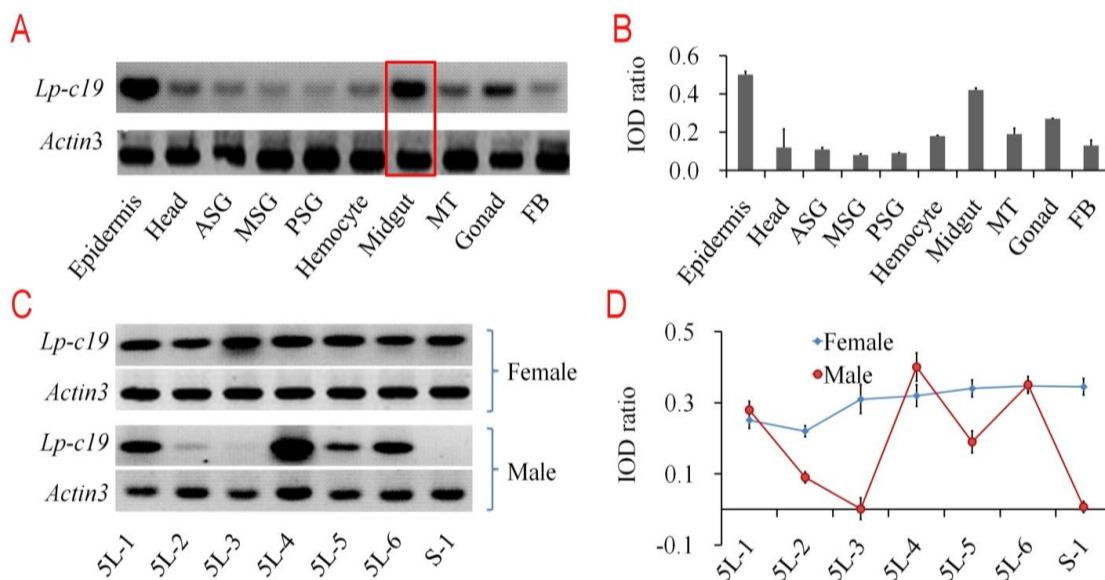 A
Lp-c19
Actin3
Epidermis
Head
ASG
MSG
PSG
Hemocyte
Midgut
MT
Gonad
FB
B
IOD ratio
0.6
0.4
0.2
0.0
Epidermis
Head
ASG
MSG
PSG
Hemocyte
Midgut
MT
Gonad
FB
C
Lp-c19
Actin3
Female
Lp-c19
Actin3
Male
5L-1
5L-2
5L-3
5L-4
5L-5
5L-6
S-1
D
IOD ratio
0.5
0.3
0.1
-0.1
Female
Male
5L-1
5L-2
5L-3
5L-4
5L-5
5L-6
S-1